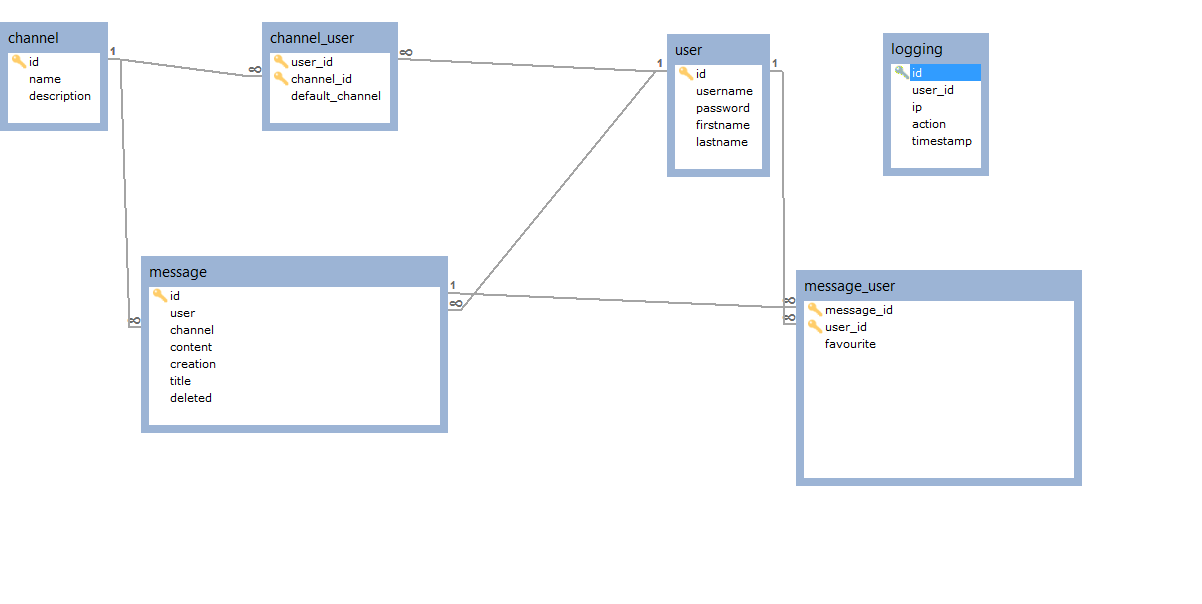 channel
id
name
description
1
channel_user
user_id
channel_id
default_channel
∞
∞
user
id
username
password
firstname
lastname
1
1
logging
id
user_id
ip
action
timestamp
message
id
user
channel
content
creation
title
deleted
∞
1
∞
message_user
message_id
user_id
favourite
∞
∞